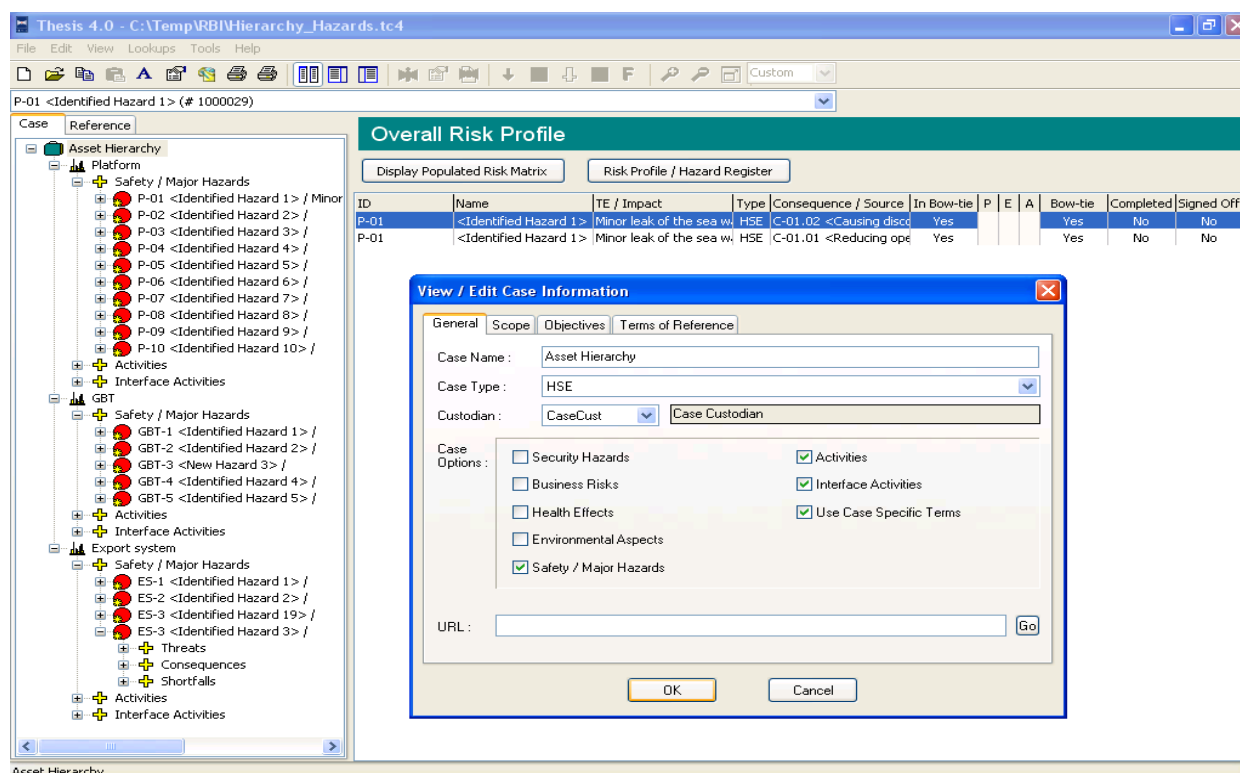 Thesis 4.0 - C:\Temp\RBI\Hierarchy_Hazards.tc4
File Edit View Lookups Tools Help
Custom
P-01 <Identified Hazard 1> (# 1000029)
Case Reference
Asset Hierarchy
Platform
Safety / Major Hazards
P-01 <Identified Hazard 1> / Minor
P-02 <Identified Hazard 2> /
P-03 <Identified Hazard 3> /
P-04 <Identified Hazard 4> /
P-05 <Identified Hazard 5> /
P-06 <Identified Hazard 6> /
P-07 <Identified Hazard 7> /
P-08 <Identified Hazard 8> /
P-09 <Identified Hazard 9> /
P-10 <Identified Hazard 10> /
Activities
Interface Activities
GBT
Safety / Major Hazards
GBT-1 <Identified Hazard 1> /
GBT-2 <Identified Hazard 2> /
GBT-3 <New Hazard 3> /
GBT-4 <Identified Hazard 4> /
GBT-5 <Identified Hazard 5> /
Activities
Interface Activities
Export system
Safety / Major Hazards
ES-1 <Identified Hazard 1> /
ES-2 <Identified Hazard 2> /
ES-3 <Identified Hazard 19> /
ES-3 <Identified Hazard 3> /
Threats
Consequences
Shortfalls
Activities
Interface Activities
Asset Hierarchy
Overall Risk Profile
Display Populated Risk Matrix Risk Profile / Hazard Register
ID Name TE / Impact Type Consequence / Source In Bow-tie P E A Bow-tie Completed Signed Off
P-01 <Identified Hazard 1> Minor leak of the sea w HSE C-01.02 <Causing disco Yes Yes No No
P-01 <Identified Hazard 1> Minor leak of the sea w HSE C-01.01 <Reducing ope Yes Yes No No
View / Edit Case Information
General Scope Objectives Terms of Reference
Case Name : Asset Hierarchy
Case Type : HSE
Custodian : CaseCust Case Custodian
Case Options :
Security Hazards Activities
Business Risks Interface Activities
Health Effects Use Case Specific Terms
Environmental Aspects
Safety / Major Hazards
URL : Go
OK Cancel